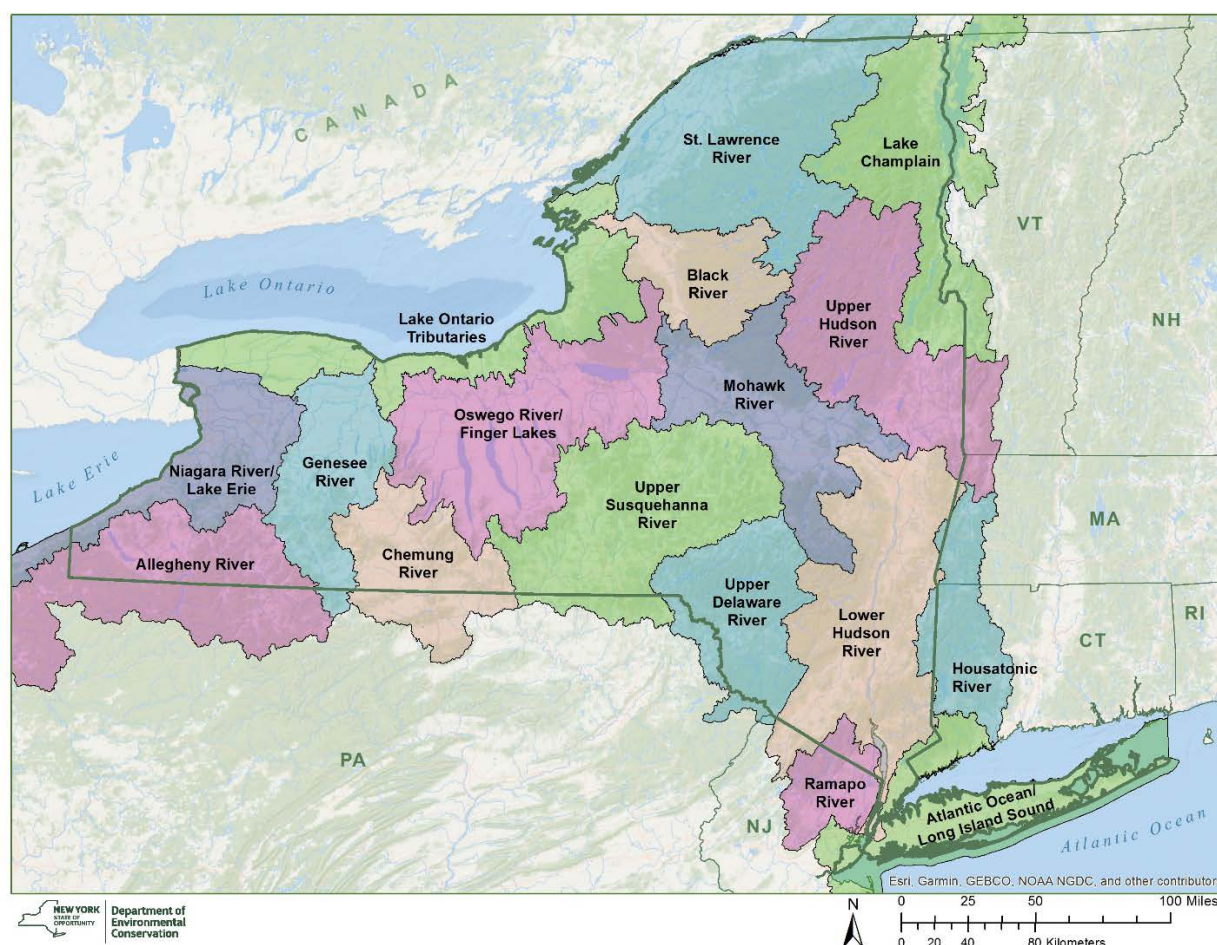 CANADA
St. Lawrence
River
Lake
Champlain
VT
Black
River
Lake Ontario
Upper
Hudson
River
Lake Ontario
Tributaries
NH
Mohawk
River
Oswego River/
Finger Lakes
Lake Erie
Niagara River/
Lake Erie
Genesee
River
Upper
Susquehanna
River
MA
Allegheny River
Chemung
River
Upper
Delaware
River
Lower
Hudson
River
RI
CT
Housatonic
River
PA
Ramapo
River
NJ
Atlantic Ocean/
Long Island Sound
Atlantic Ocean
Esri, Garmin, GEBCO, NOAA NGDC, and other contributor
NEW YORK
STATE OF
OPPORTUNITY
Department of
Environmental
Conservation
N
0 25 50 100 Miles
0 20 40 80 Kilometers